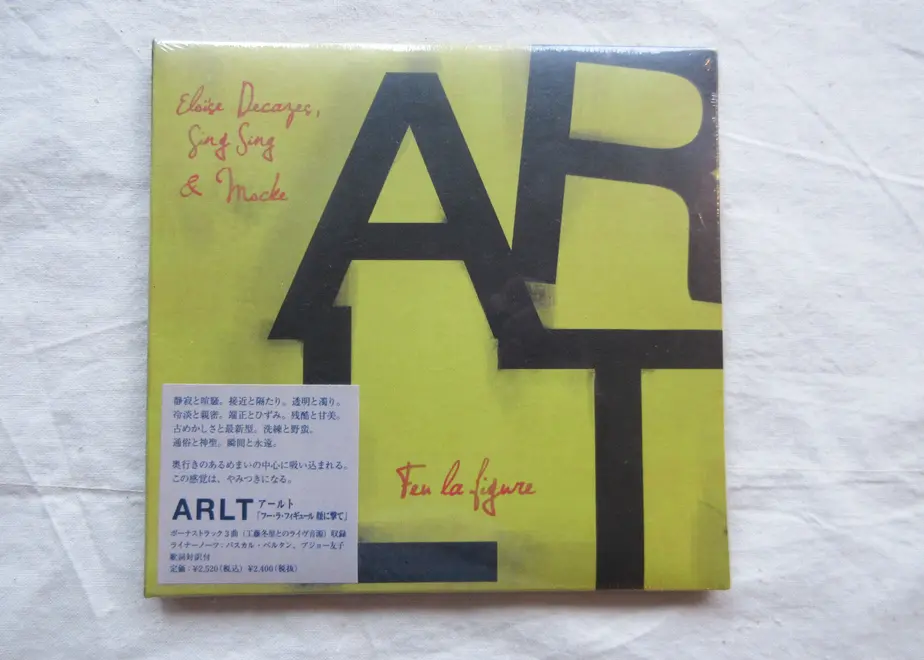 Eloïse Decazes,
Sing Sing
& Mocke
ARLT
Feu la figure
静寂と喧騒。接近と隔たり。透明と濁り。
冷淡と親密。端正とひずみ。残酷と甘美。
古めかしさと最新型。洗練と野蛮。
通俗と神聖。瞬間と永遠。
奥行きのあるめまいの中心に吸い込まれる。
この感覚は、やみつきになる。
ARLT アールト
「フー・ラ・フィギュール 顔に撃て」
ボーナストラック3曲（工藤冬里とのライヴ音源）収録
ライナーノーツ：パスカル・ベルタン、アジョー友子
歌詞対訳付
定価：¥2,520（税込） ¥2,400（税抜）